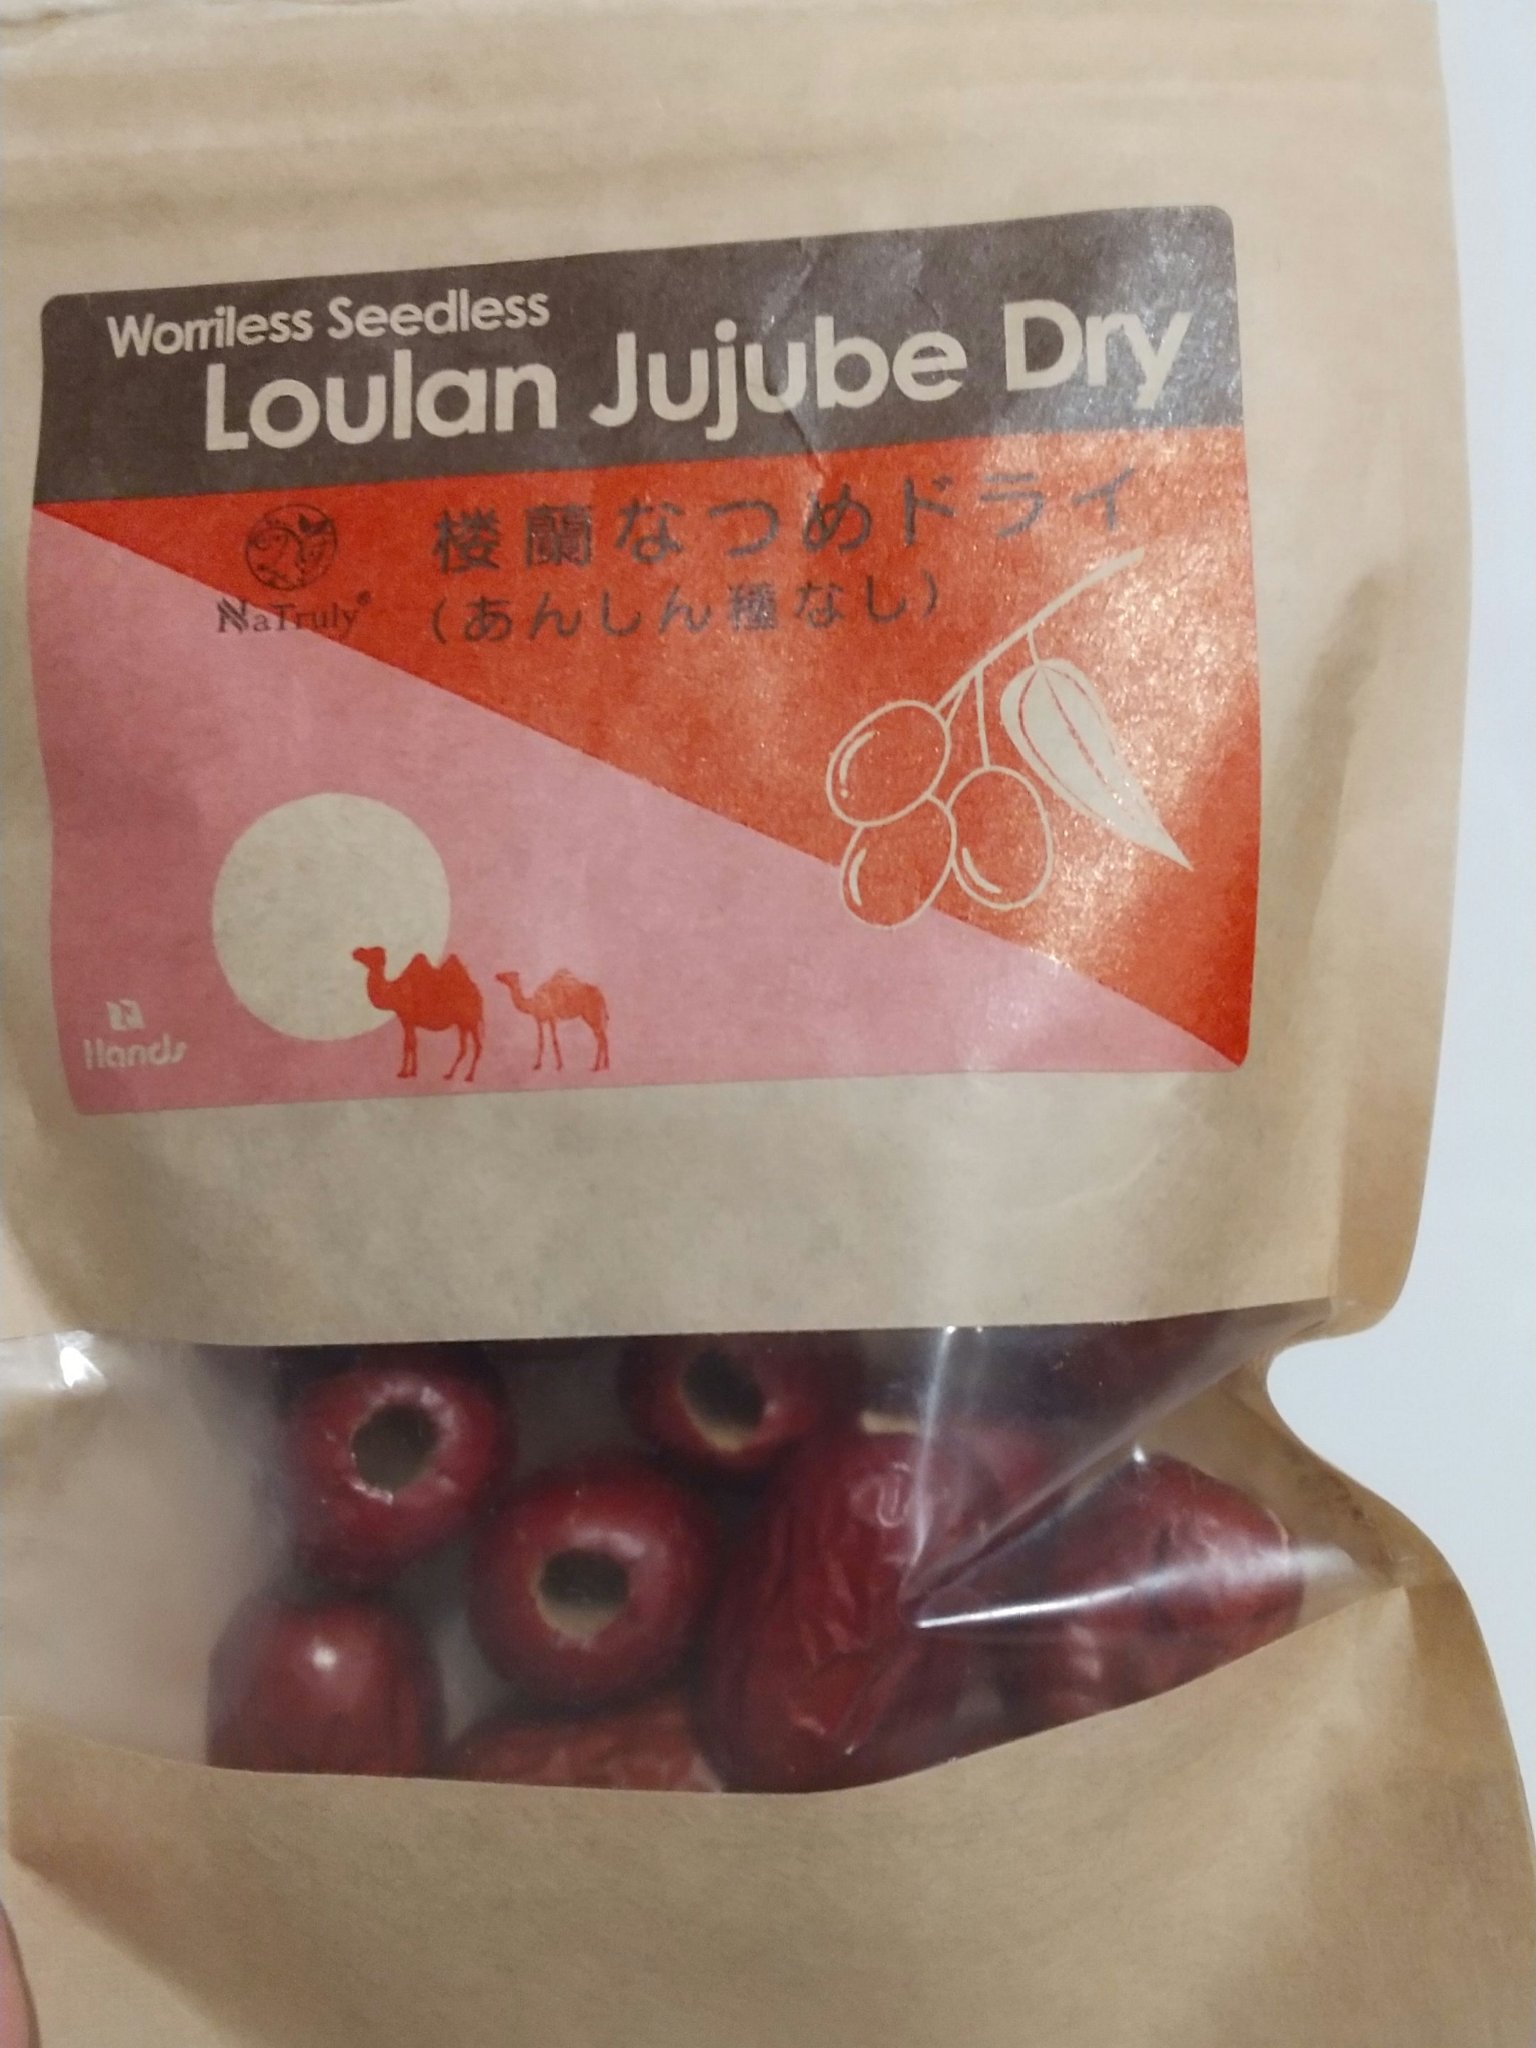 Worriless Seedless
Loulan Jujube Dry
楼蘭なつめドライ
(あんしん種なし)
NaTruly®
Hands